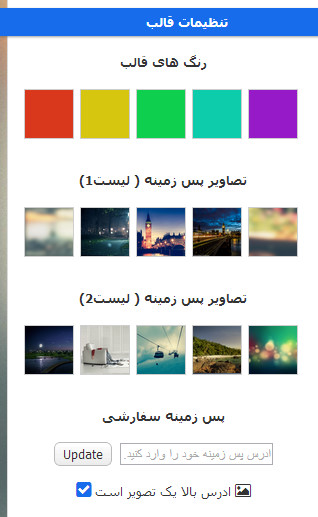 تنظیمات قالب
رنگ های قالب
تصاویر پس زمینه ( لیست1)
تصاویر پس زمینه ( لیست2)
پس زمینه سفارشی
ادرس پس زمینه خود را وارد کنید. Update
ادرس بالا یک تصویر است